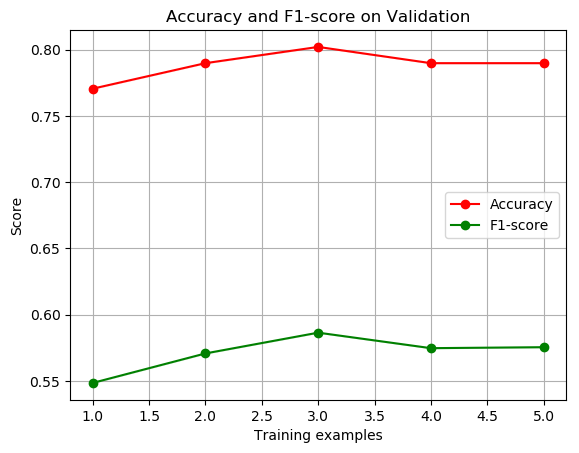 Accuracy and F1-score on Validation
0.80
0.75
0.70
0.65
0.60
0.55
Score
Accuracy
F1-score
1.0 1.5 2.0 2.5 3.0 3.5 4.0 4.5 5.0
Training examples